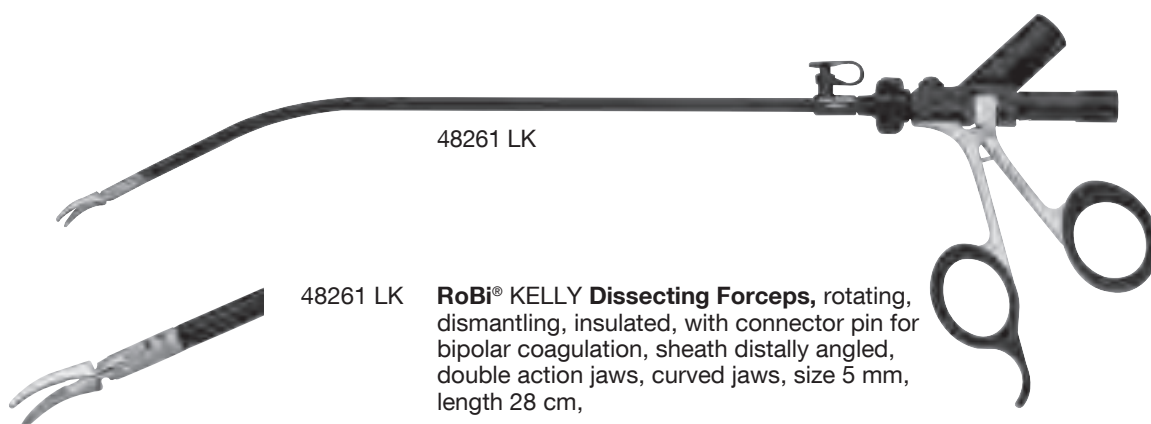 48261 LK
48261 LK RoBi® KELLY Dissecting Forceps, rotating,
dismantling, insulated, with connector pin for
bipolar coagulation, sheath distally angled,
double action jaws, curved jaws, size 5 mm,
length 28 cm,